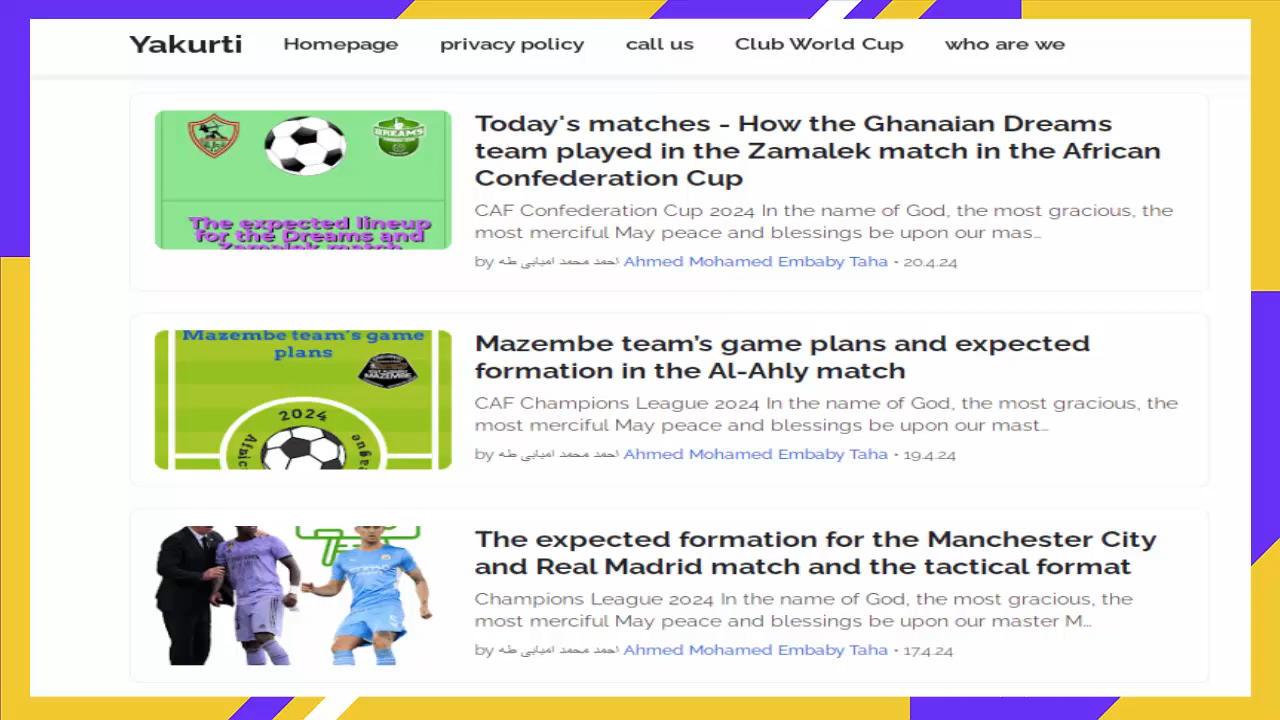 Yakurti Homepage privacy policy call us Club World Cup who are we
DREAMS
The expected lineup
for the Dreams and
Zamalek match
Today's matches - How the Ghanaian Dreams
team played in the Zamalek match in the African
Confederation Cup
CAF Confederation Cup 2024 In the name of God, the most gracious, the
most merciful May peace and blessings be upon our mas...
by احمد محمد امبابى طه Ahmed Mohamed Embaby Taha • 20.4.24
Mazembe team's game
plans
MAZEMBE
2024
Mazembe team's game plans and expected
formation in the Al-Ahly match
CAF Champions League 2024 In the name of God, the most gracious, the
most merciful May peace and blessings be upon our mast...
by احمد محمد امبابى طه Ahmed Mohamed Embaby Taha • 19.4.24
The expected formation for the Manchester City
and Real Madrid match and the tactical format
Champions League 2024 In the name of God, the most gracious, the
most merciful May peace and blessings be upon our master M...
by احمد محمد امبابى طه Ahmed Mohamed Embaby Taha • 17.4.24